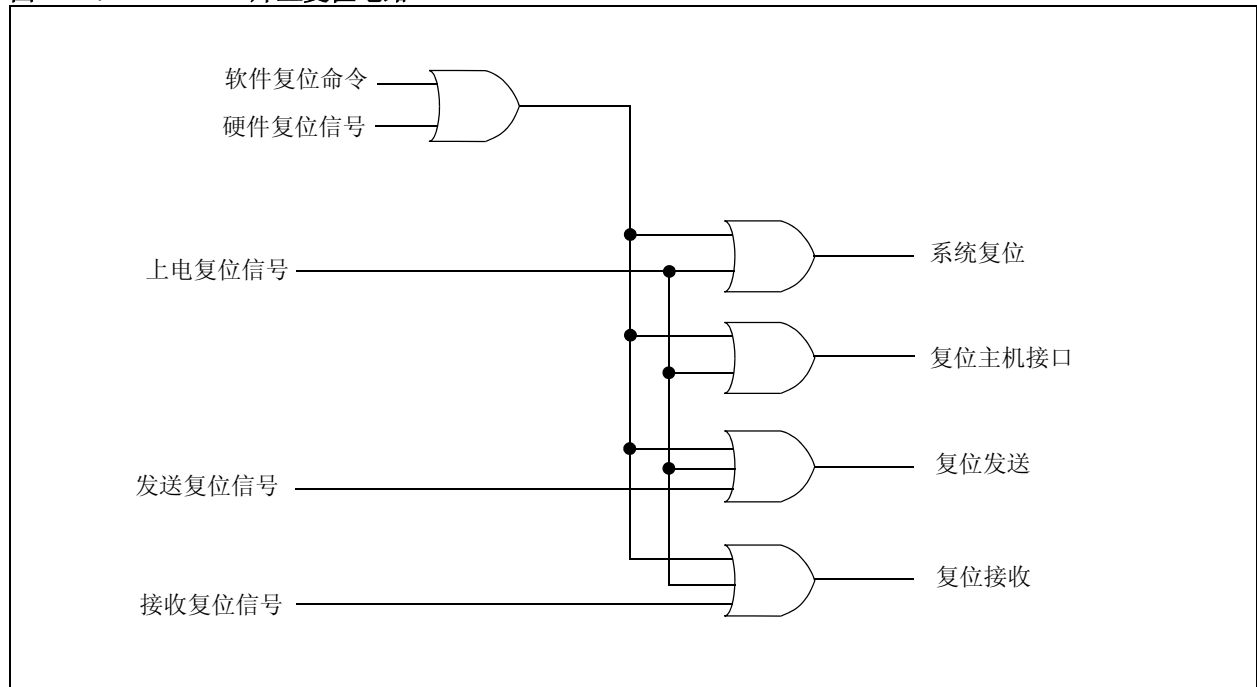 软件复位命令
硬件复位信号
上电复位信号
系统复位
复位主机接口
发送复位信号
复位发送
接收复位信号
复位接收